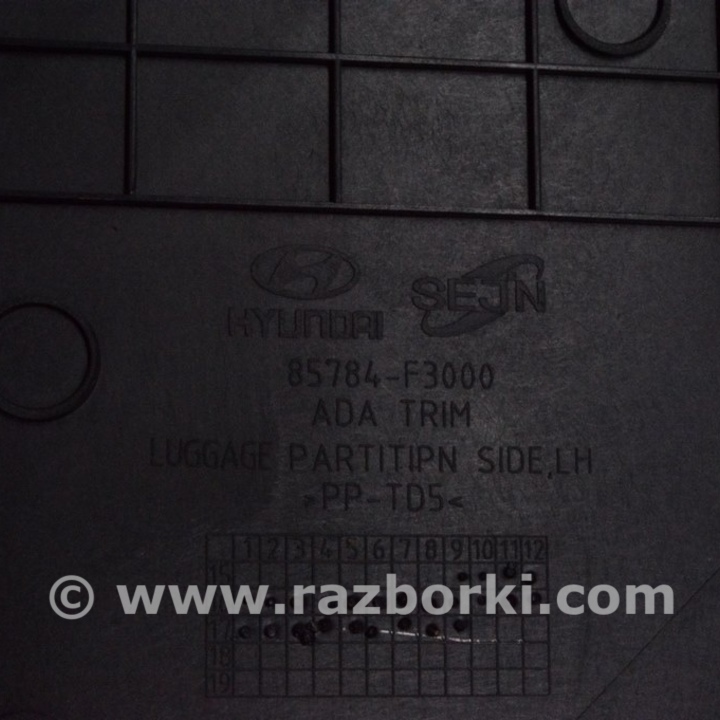 HYUNDAI SEJIN
85784-F3000
ADA TRIM
LUGGAGE PARTITIPN SIDE,LH
>PP-TD5<
1 2 3 4 5 6 7 8 9 10 11 12
15
© www.razborki.com
17
18
19